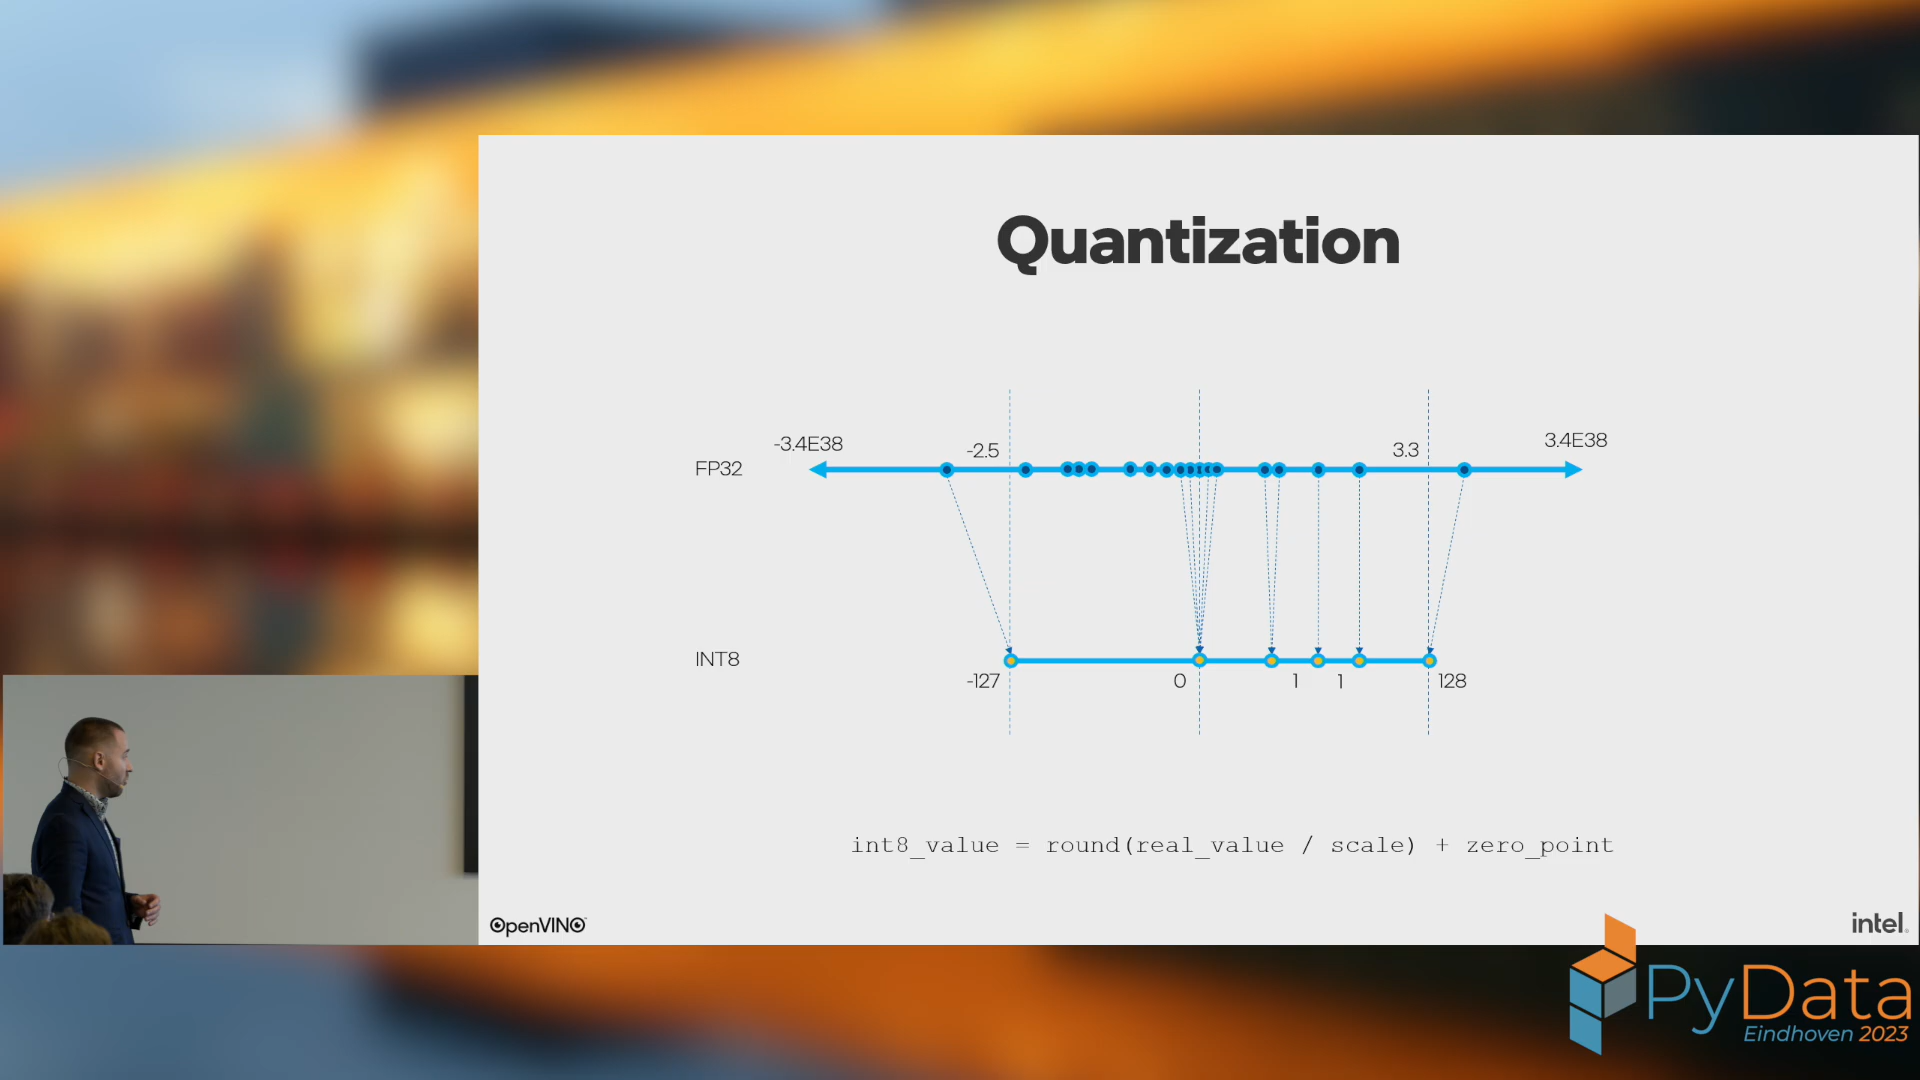 Quantization
-3.4E38
-2.5
3.3
3.4E38
FP32
INT8
-127
0
1
1
128
int8_value = round(real_value / scale) + zero_point
OpenVINO
intel.
PyData
Eindhoven 2023